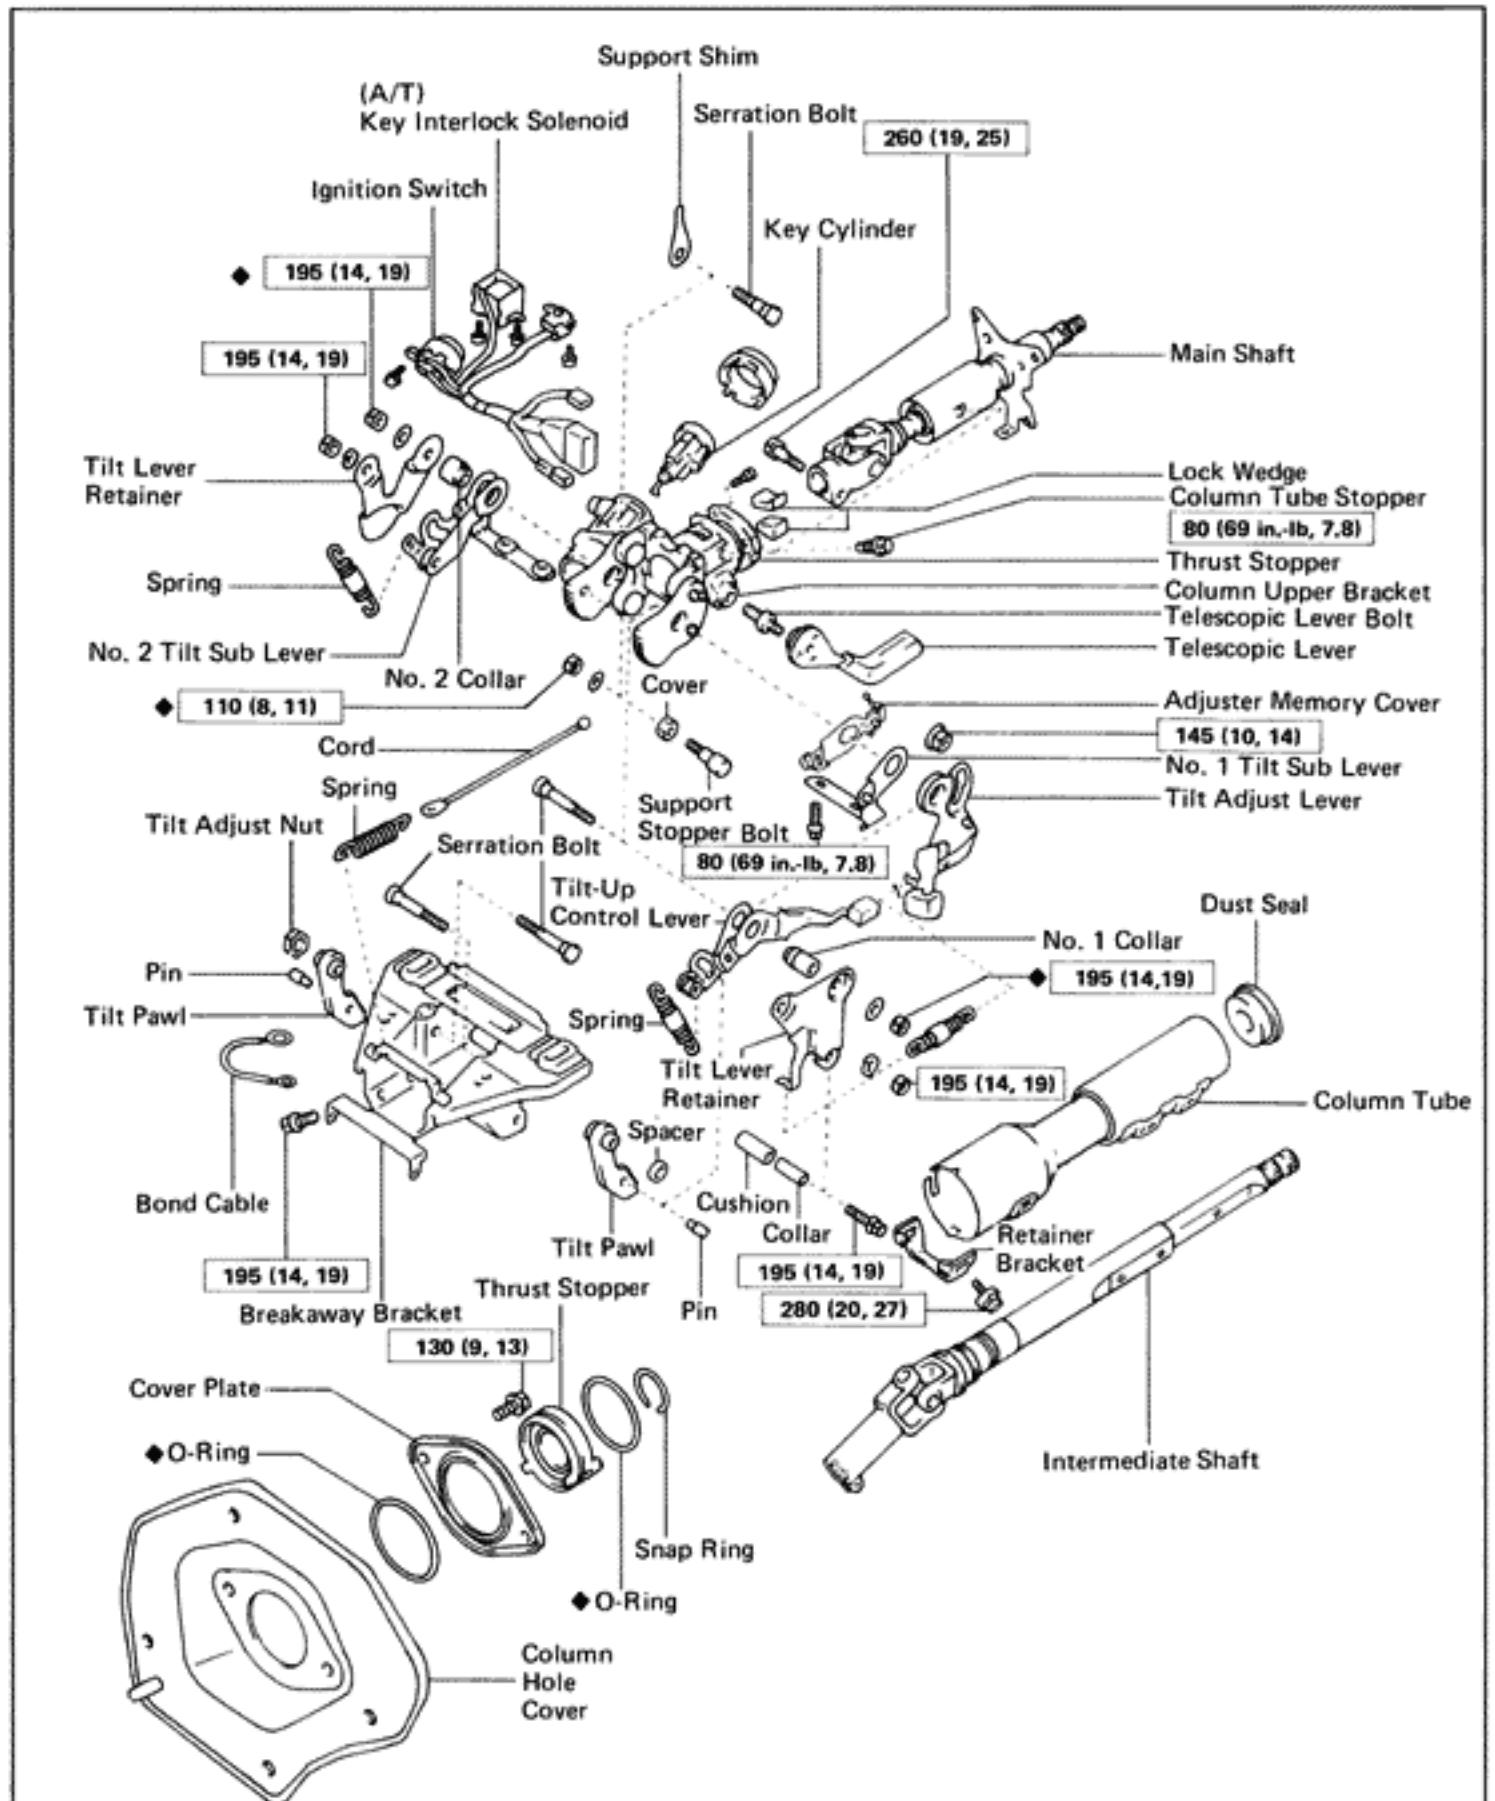 Support Shim
(A/T)
Key Interlock Solenoid
Serration Bolt
260 (19, 25)
Ignition Switch
Key Cylinder
◆ 195 (14, 19)
195 (14, 19)
Main Shaft
Tilt Lever
Retainer
Lock Wedge
Column Tube Stopper
80 (69 in.-lb, 7.8)
Thrust Stopper
Spring
Column Upper Bracket
Telescopic Lever Bolt
Telescopic Lever
No. 2 Tilt Sub Lever
No. 2 Collar
Cover
◆ 110 (8, 11)
Adjuster Memory Cover
145 (10, 14)
Cord
No. 1 Tilt Sub Lever
Spring
Tilt Adjust Lever
Support
Stopper Bolt
80 (69 in.-lb, 7.8)
Tilt Adjust Nut
Serration Bolt
Tilt-Up
Control Lever
Dust Seal
No. 1 Collar
◆ 195 (14,19)
Pin
Tilt Pawl
Spring
Tilt Lever
Retainer
195 (14, 19)
Column Tube
Spacer
Bond Cable
Cushion
Collar
Tilt Pawl
Retainer
Bracket
195 (14, 19)
195 (14, 19)
Thrust Stopper
Pin
280 (20, 27)
Breakaway Bracket
130 (9, 13)
Cover Plate
◆ O-Ring
Intermediate Shaft
Snap Ring
◆ O-Ring
Column
Hole
Cover